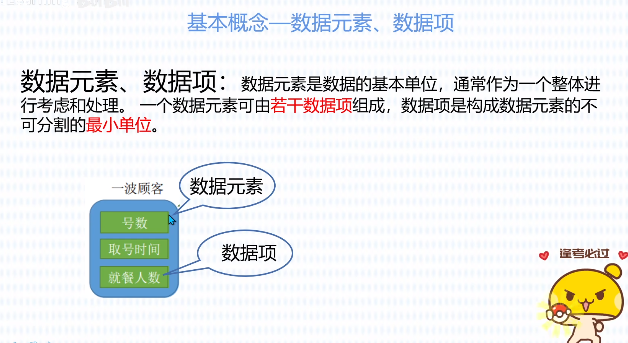 基本概念—数据元素、数据项
数据元素、数据项：数据元素是数据的基本单位，通常作为一个整体进
行考虑和处理。 一个数据元素可由若干数据项组成，数据项是构成数据元素的不
可分割的最小单位。
一波顾客
数据元素
号数
取号时间
数据项
就餐人数
逢考必过